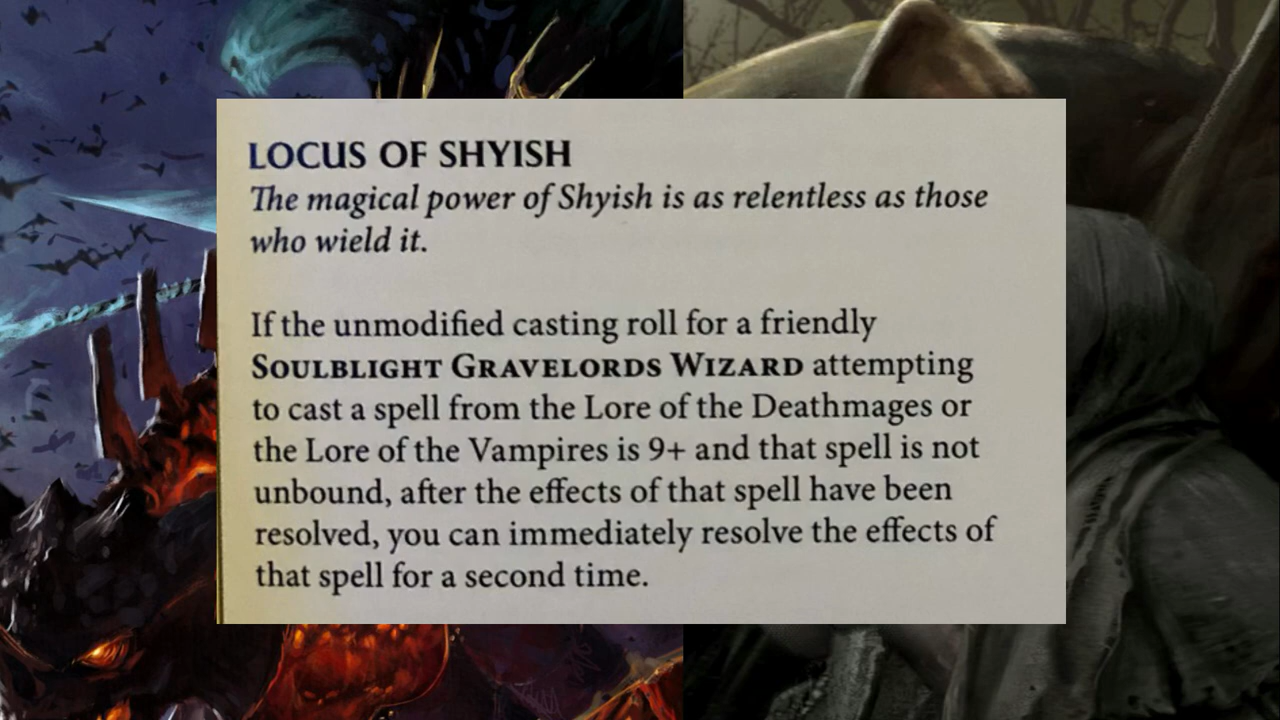 LOCUS OF SHYISH
The magical power of Shyish is as relentless as those
who wield it.
If the unmodified casting roll for a friendly
SOULBLIGHT GRAVELORDS WIZARD attempting
to cast a spell from the Lore of the Deathmages or
the Lore of the Vampires is 9+ and that spell is not
unbound, after the effects of that spell have been
resolved, you can immediately resolve the effects of
that spell for a second time.